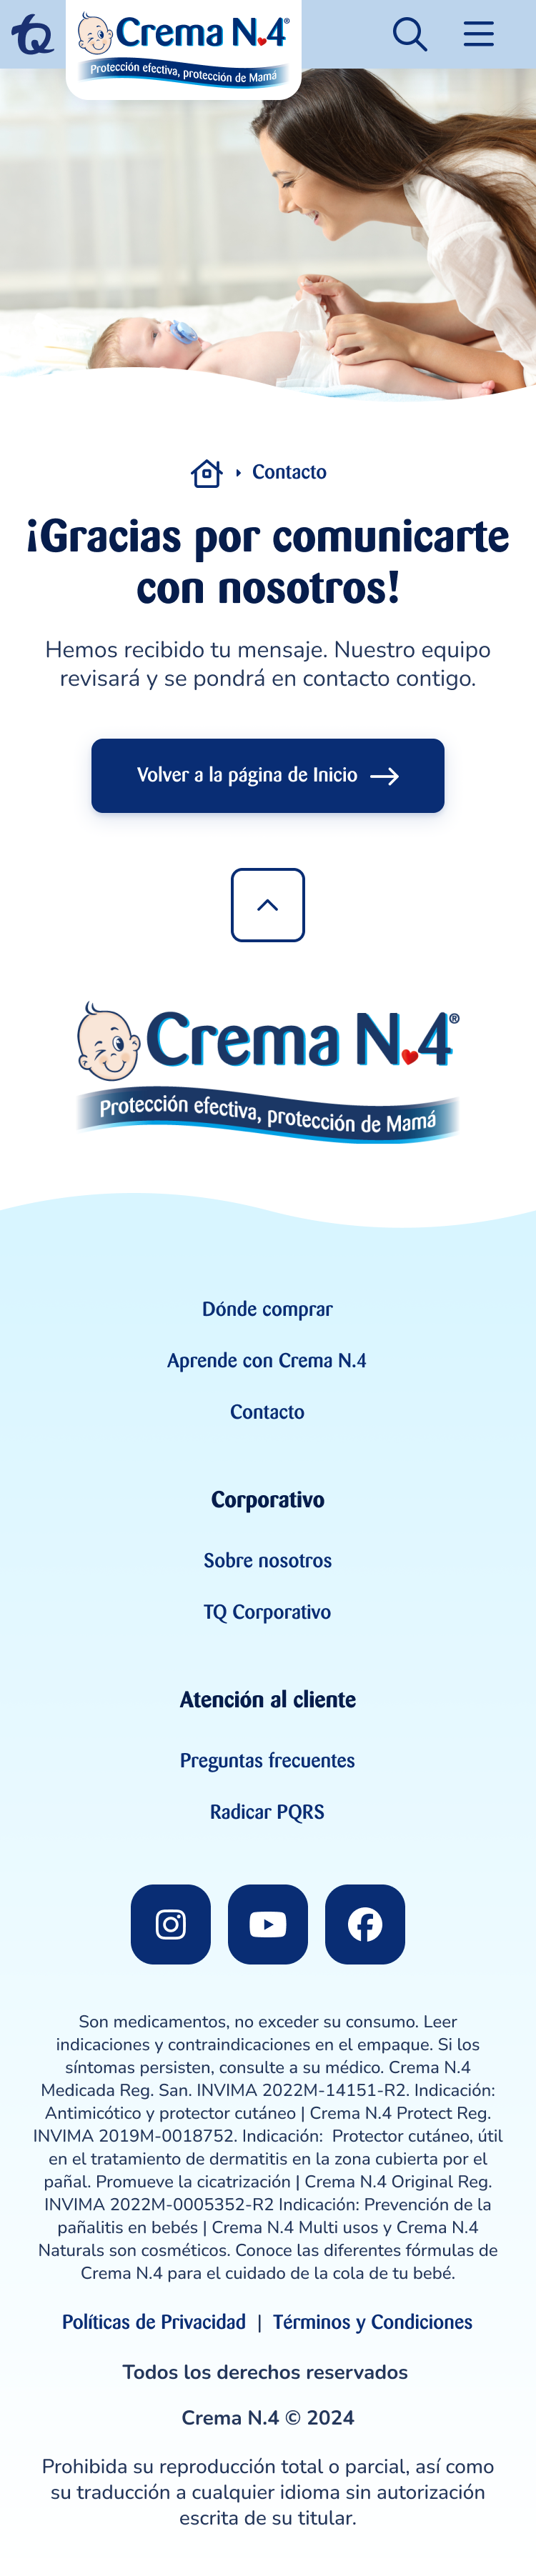 TQ
Crema N.4®
Protección efectiva, protección de Mamá
Contacto
¡Gracias por comunicarte
con nosotros!
Hemos recibido tu mensaje. Nuestro equipo
revisará y se pondrá en contacto contigo.
Volver a la página de Inicio
Crema N.4®
Protección efectiva, protección de Mamá
Dónde comprar
Aprende con Crema N.4
Contacto
Corporativo
Sobre nosotros
TQ Corporativo
Atención al cliente
Preguntas frecuentes
Radicar PQRS
Son medicamentos, no exceder su consumo. Leer
indicaciones y contraindicaciones en el empaque. Si los
síntomas persisten, consulte a su médico. Crema N.4
Medicada Reg. San. INVIMA 2022M-14151-R2. Indicación:
Antimicótico y protector cutáneo | Crema N.4 Protect Reg.
INVIMA 2019M-0018752. Indicación: Protector cutáneo, útil
en el tratamiento de dermatitis en la zona cubierta por el
pañal. Promueve la cicatrización | Crema N.4 Original Reg.
INVIMA 2022M-0005352-R2 Indicación: Prevención de la
pañalitis en bebés | Crema N.4 Multi usos y Crema N.4
Naturals son cosméticos. Conoce las diferentes fórmulas de
Crema N.4 para el cuidado de la cola de tu bebé.
Políticas de Privacidad | Términos y Condiciones
Todos los derechos reservados
Crema N.4 © 2024
Prohibida su reproducción total o parcial, así como
su traducción a cualquier idioma sin autorización
escrita de su titular.